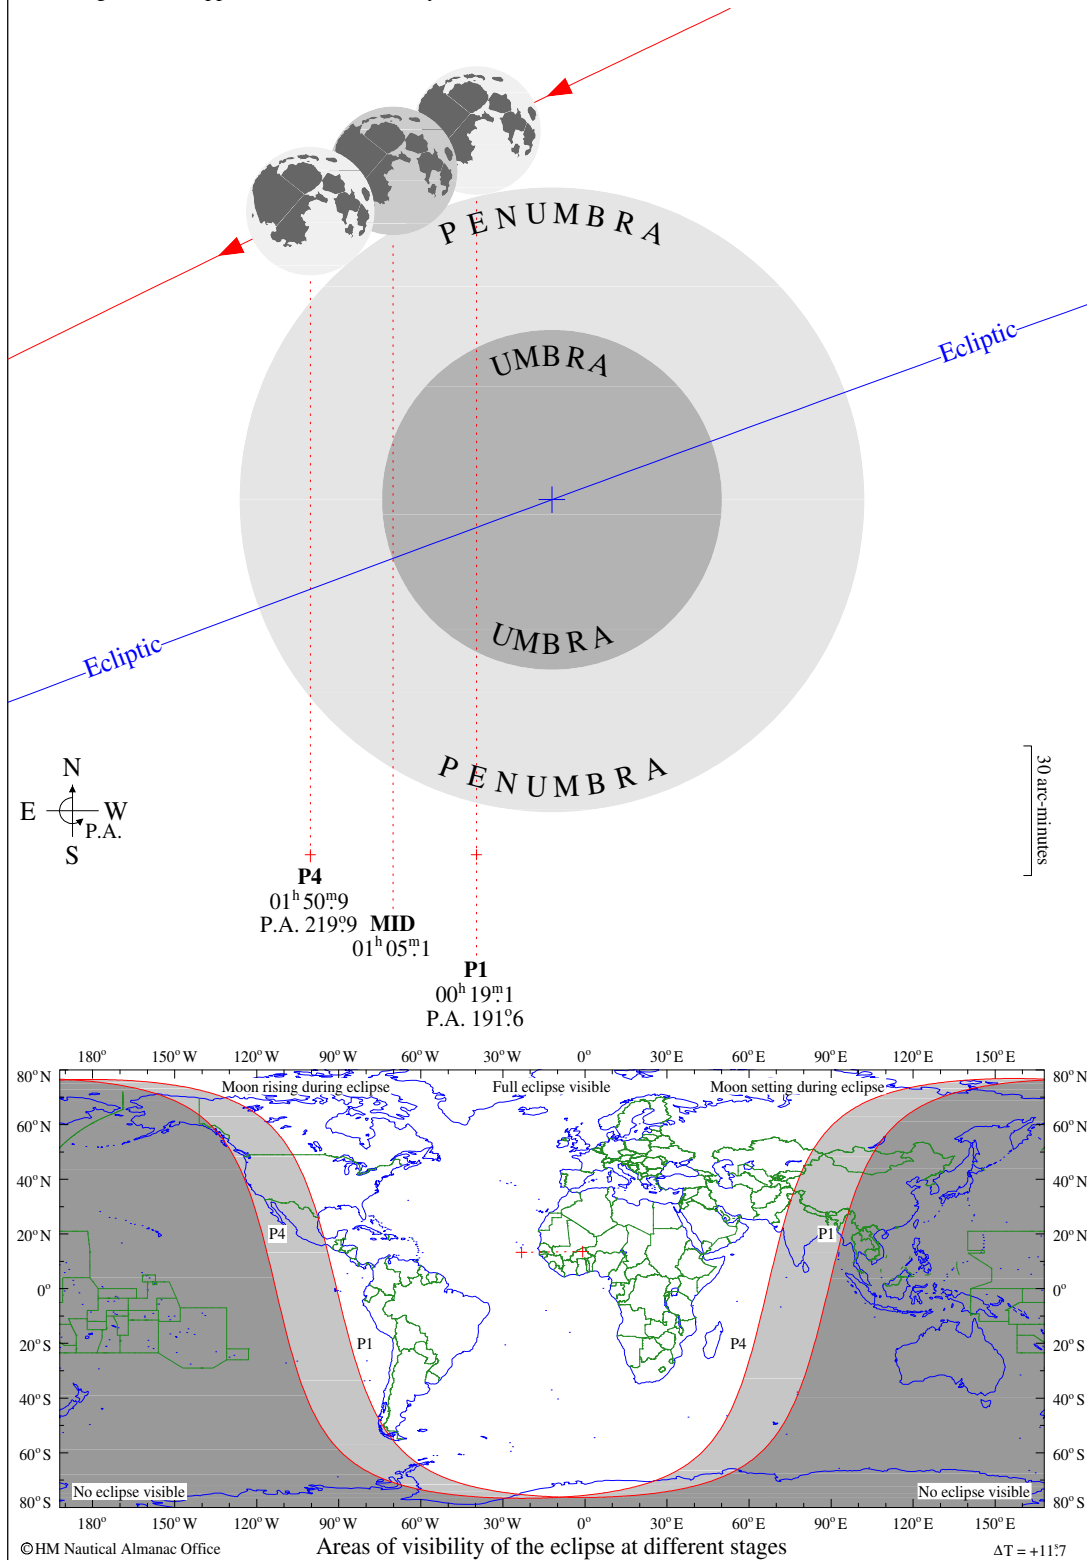 PENUMBRA
UMBRA
Ecliptic
UMBRA
Ecliptic
PENUMBRA
N
E W
P.A.
S
30 arc-minutes
P4
01ʰ 50ᵐ.9
P.A. 219°.9
MID
01ʰ 05ᵐ.1
P1
00ʰ 19ᵐ.1
P.A. 191°.6
180° 150° W 120° W 90° W 60° W 30° W 0° 30° E 60° E 90° E 120° E 150° E
80° N 80° N
Moon rising during eclipse Full eclipse visible Moon setting during eclipse
60° N 60° N
40° N 40° N
20° N P4 P1 20° N
0° 0°
20° S P1 P4 20° S
40° S 40° S
60° S 60° S
No eclipse visible No eclipse visible
80° S 80° S
180° 150° W 120° W 90° W 60° W 30° W 0° 30° E 60° E 90° E 120° E 150° E
©HM Nautical Almanac Office Areas of visibility of the eclipse at different stages ΔT = +11ˢ.7